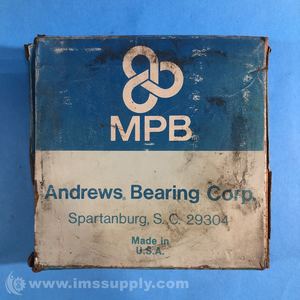 MPB
Andrews Bearing Corp.
Spartanburg, S. C. 29304
Made in
U.S.A.
www.imssupply.com